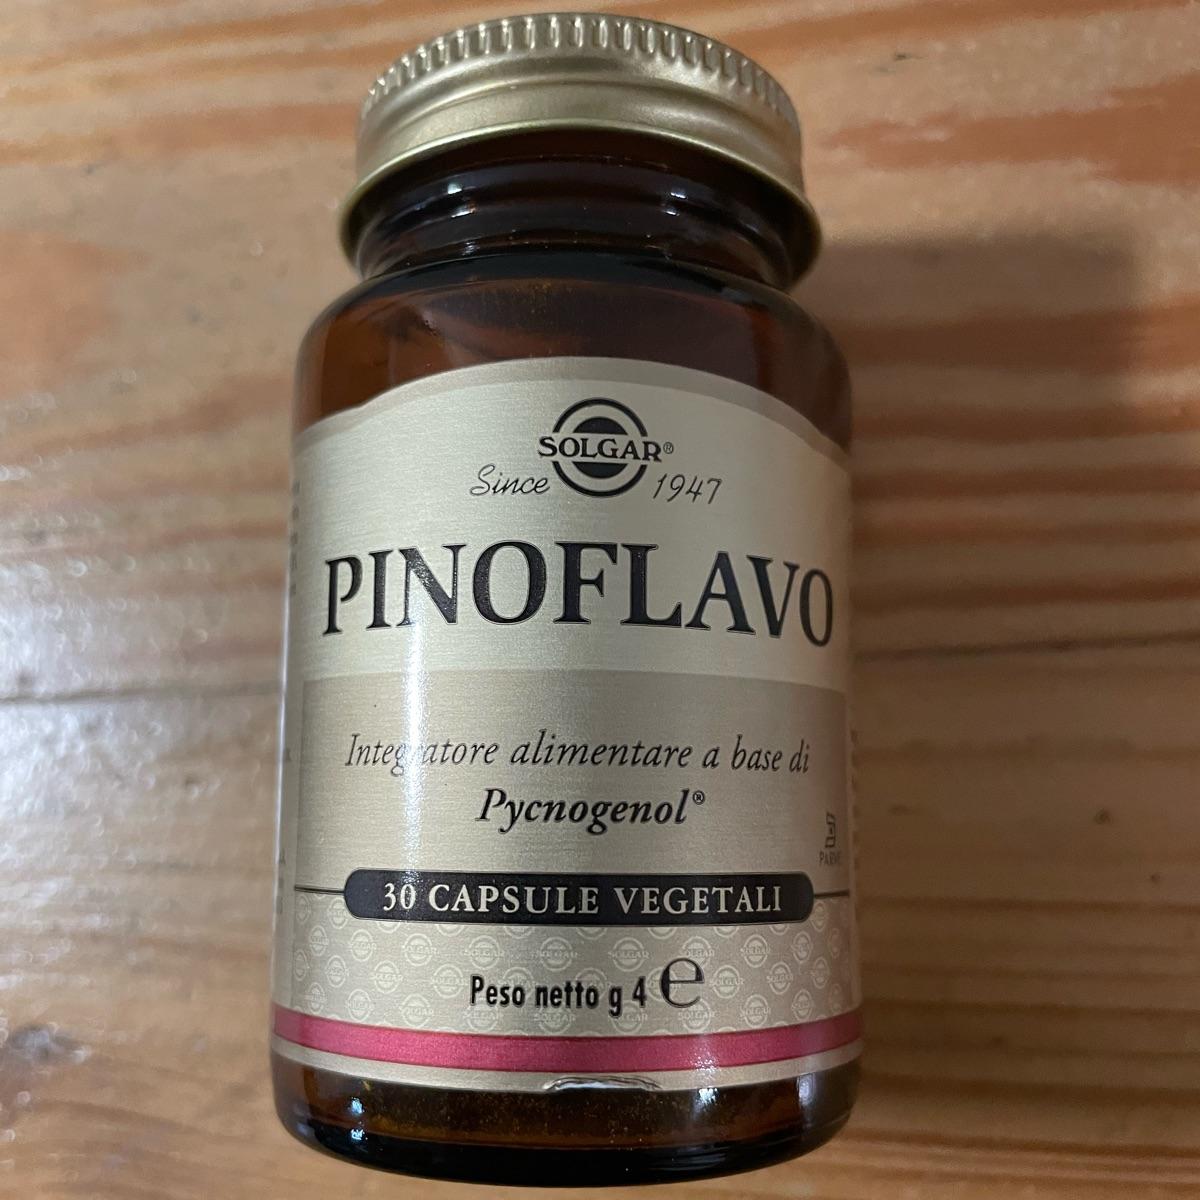 SOLGAR®
Since 1947
PINOFLAVO
Integratore alimentare a base di
Pycnogenol®
30 CAPSULE VEGETALI
Peso netto g 4 ℮